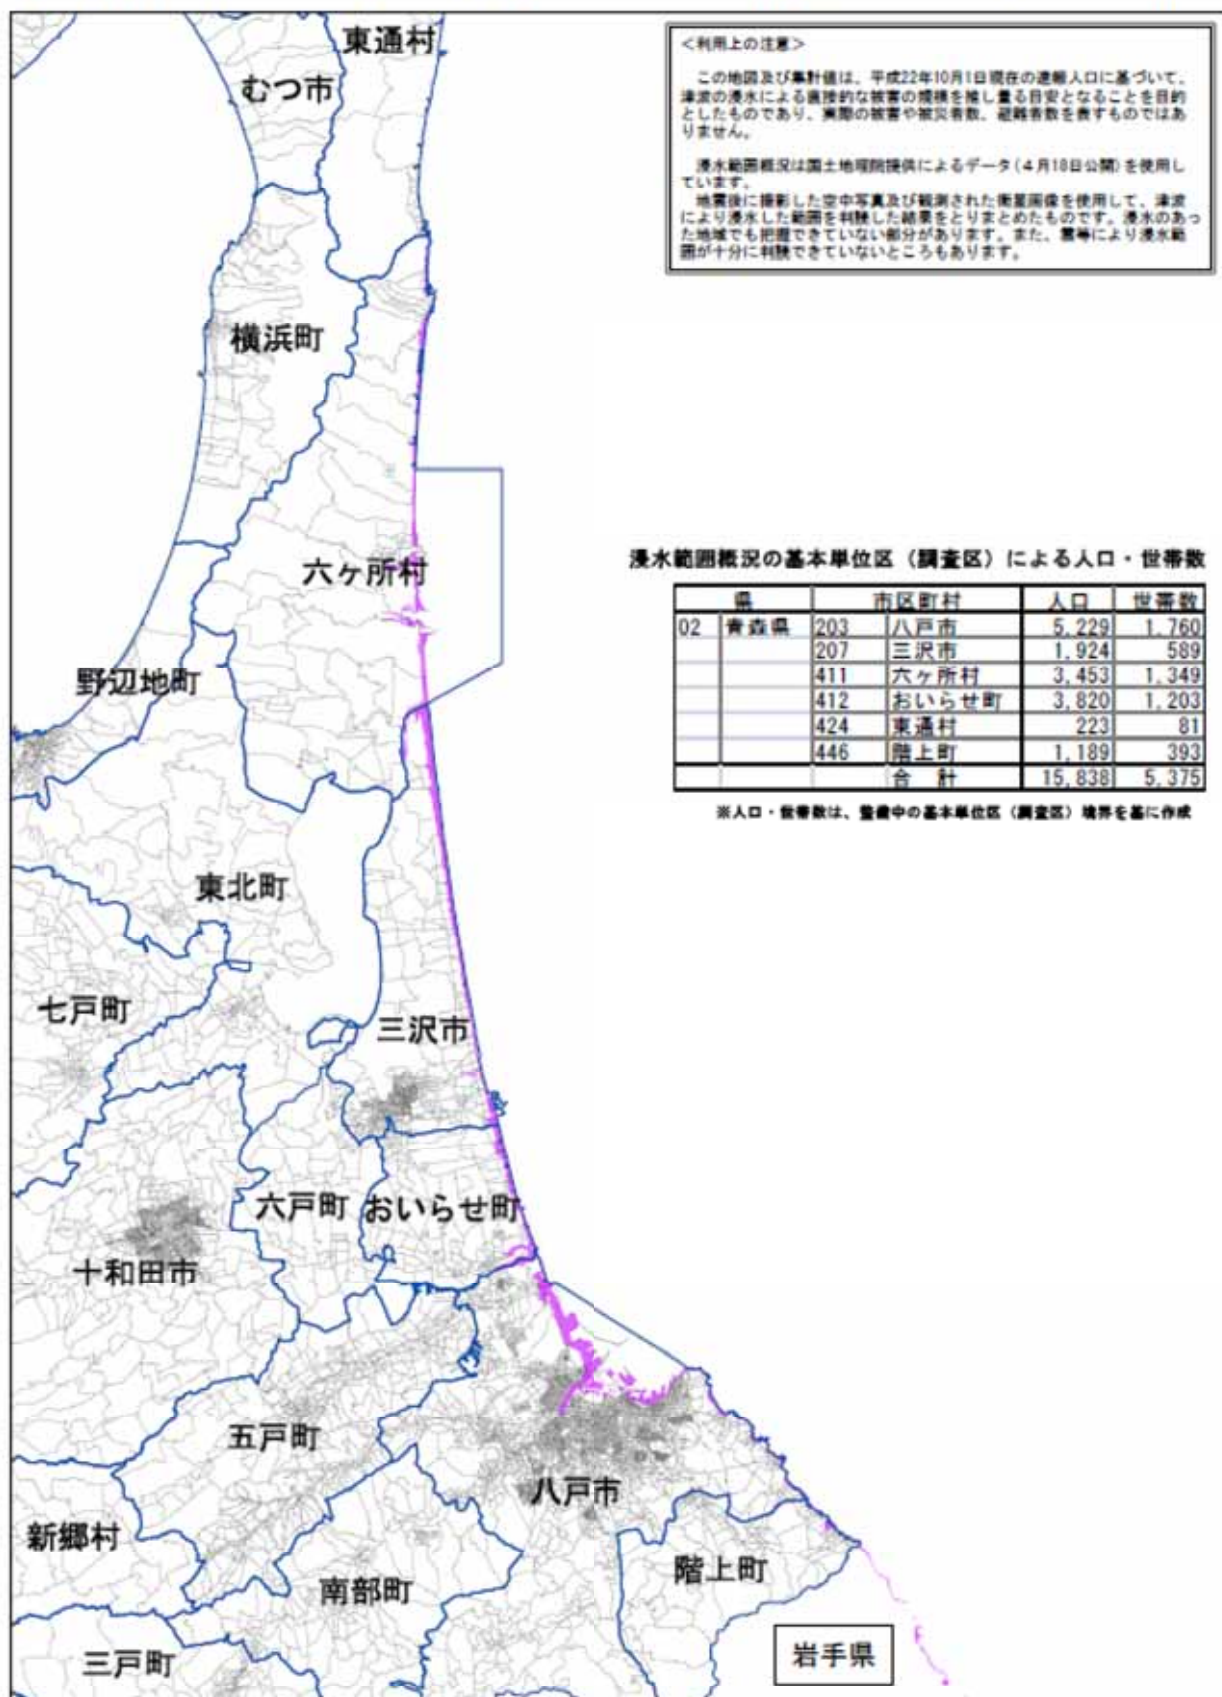 <利用上の注意>
この地図及び集計値は、平成22年10月1日現在の速報人口に基づいて、
津波の浸水による直接的な被害の規模を推し量る目安となることを目的
としたものであり、実際の被害や被災者数、避難者数を表すものではあ
りません。
浸水範囲概況は国土地理院提供によるデータ(4月18日公開)を使用し
ています。
地震後に撮影した空中写真及び観測された衛星画像を使用して、津波
により浸水した範囲を判読した結果をとりまとめたものです。浸水のあっ
た地域でも把握できていない部分があります。また、雲等により浸水範
囲が十分に判読できていないところもあります。
東通村
むつ市
横浜町
六ヶ所村
野辺地町
東北町
七戸町
三沢市
六戸町
おいらせ町
十和田市
五戸町
八戸市
新郷村
南部町
階上町
三戸町
岩手県
浸水範囲概況の基本単位区(調査区)による人口・世帯数
県 市区町村 人口 世帯数
02 青森県 203 八戸市 5,229 1,760
207 三沢市 1,924 589
411 六ヶ所村 3,453 1,349
412 おいらせ町 3,820 1,203
424 東通村 223 81
446 階上町 1,189 393
合 計 15,838 5,375
※人口・世帯数は、整備中の基本単位区(調査区)境界を基に作成